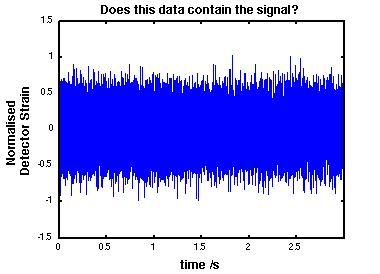 Does this data contain the signal?
1.5
1
0.5
0
-0.5
-1
-1.5
Normalised
Detector Strain
0 0.5 1 1.5 2 2.5
time /s